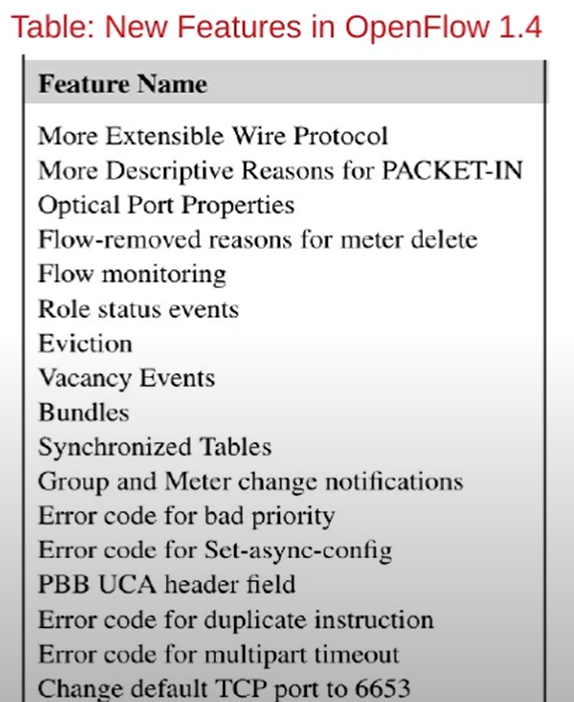 Table: New Features in OpenFlow 1.4
Feature Name
More Extensible Wire Protocol
More Descriptive Reasons for PACKET-IN
Optical Port Properties
Flow-removed reasons for meter delete
Flow monitoring
Role status events
Eviction
Vacancy Events
Bundles
Synchronized Tables
Group and Meter change notifications
Error code for bad priority
Error code for Set-async-config
PBB UCA header field
Error code for duplicate instruction
Error code for multipart timeout
Change default TCP port to 6653